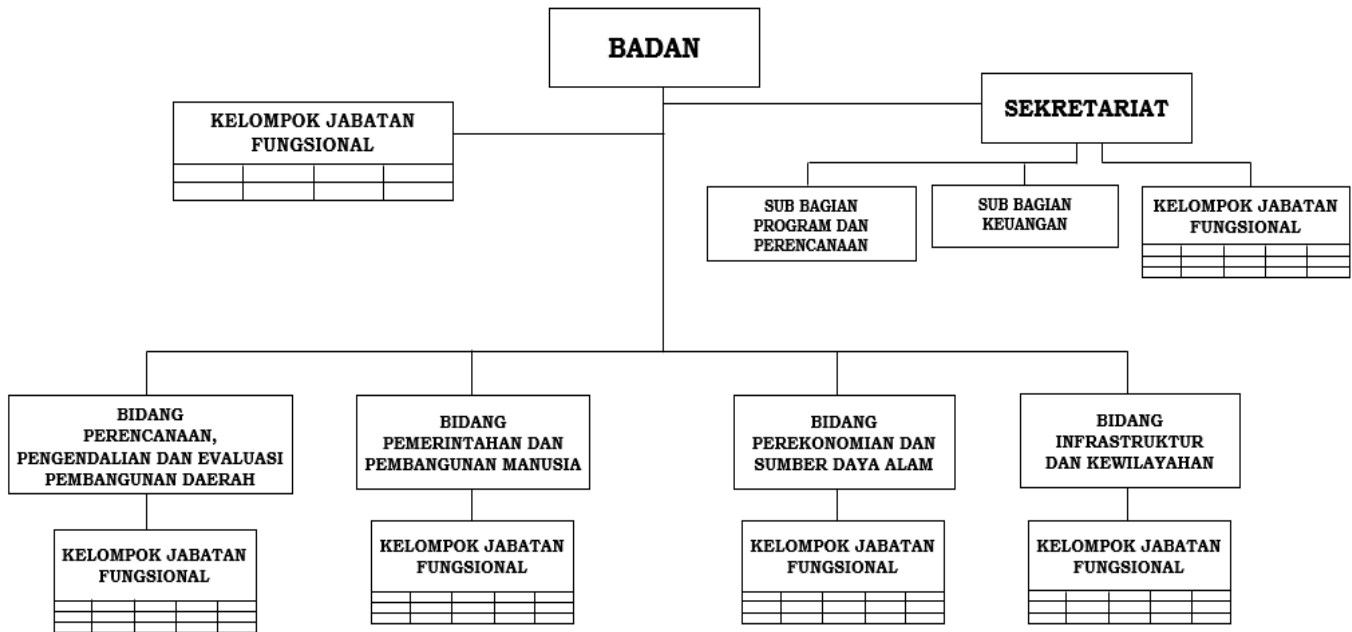 BADAN
SEKRETARIAT
KELOMPOK JABATAN
FUNGSIONAL
SUB BAGIAN
PROGRAM DAN
PERENCANAAN
SUB BAGIAN
KEUANGAN
KELOMPOK JABATAN
FUNGSIONAL
BIDANG
PERENCANAAN,
PENGENDALIAN DAN EVALUASI
PEMBANGUNAN DAERAH
BIDANG
PEMERINTAHAN DAN
PEMBANGUNAN MANUSIA
BIDANG
PEREKONOMIAN DAN
SUMBER DAYA ALAM
BIDANG
INFRASTRUKTUR
DAN KEWILAYAHAN
KELOMPOK JABATAN
FUNGSIONAL
KELOMPOK JABATAN
FUNGSIONAL
KELOMPOK JABATAN
FUNGSIONAL
KELOMPOK JABATAN
FUNGSIONAL